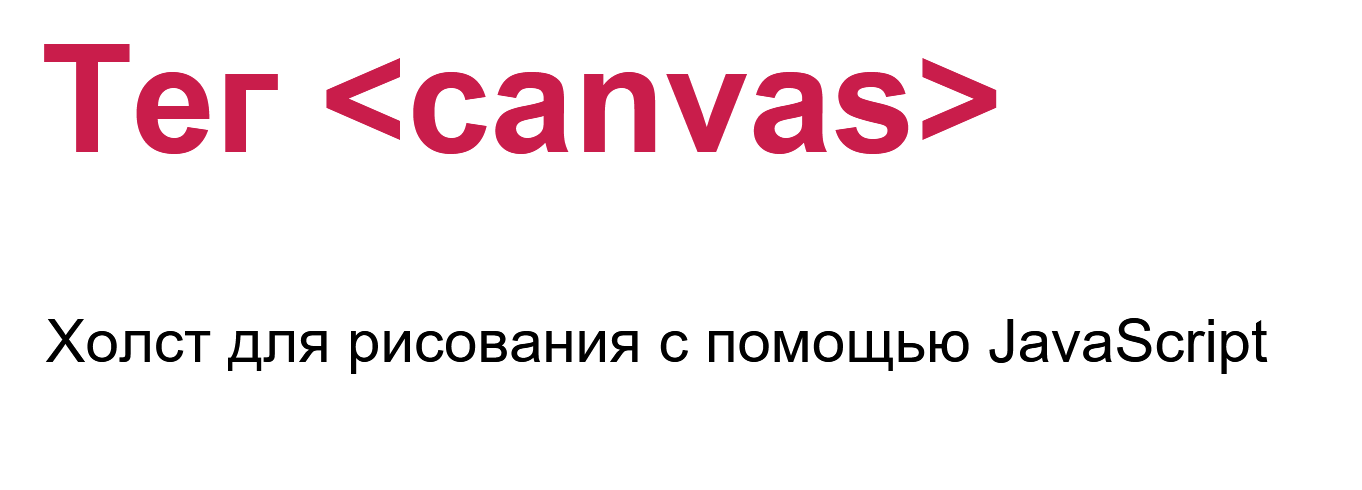 Тег <canvas>
Холст для рисования с помощью JavaScript